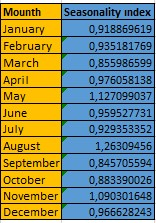 Mounth Seasonality index
January 0,918869619
February 0,935181769
March 0,855986599
April 0,976058138
May 1,127099037
June 0,959527731
July 0,929353352
August 1,26309456
September 0,845705594
October 0,883390026
November 1,090301648
December 0,966628243